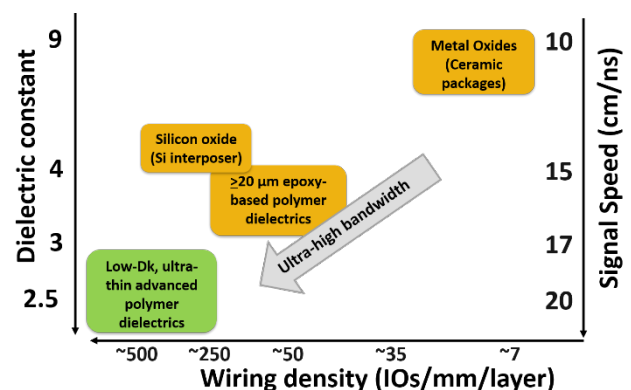 9
4
3
2.5
Dielectric constant
Metal Oxides
(Ceramic
packages)
Silicon oxide
(Si interposer)
≥20 µm epoxy-
based polymer
dielectrics
Low-Dk, ultra-
thin advanced
polymer
dielectrics
Ultra-high bandwidth
10
15
17
20
Signal Speed (cm/ns)
~500 ~250 ~50 ~35 ~7
Wiring density (IOs/mm/layer)